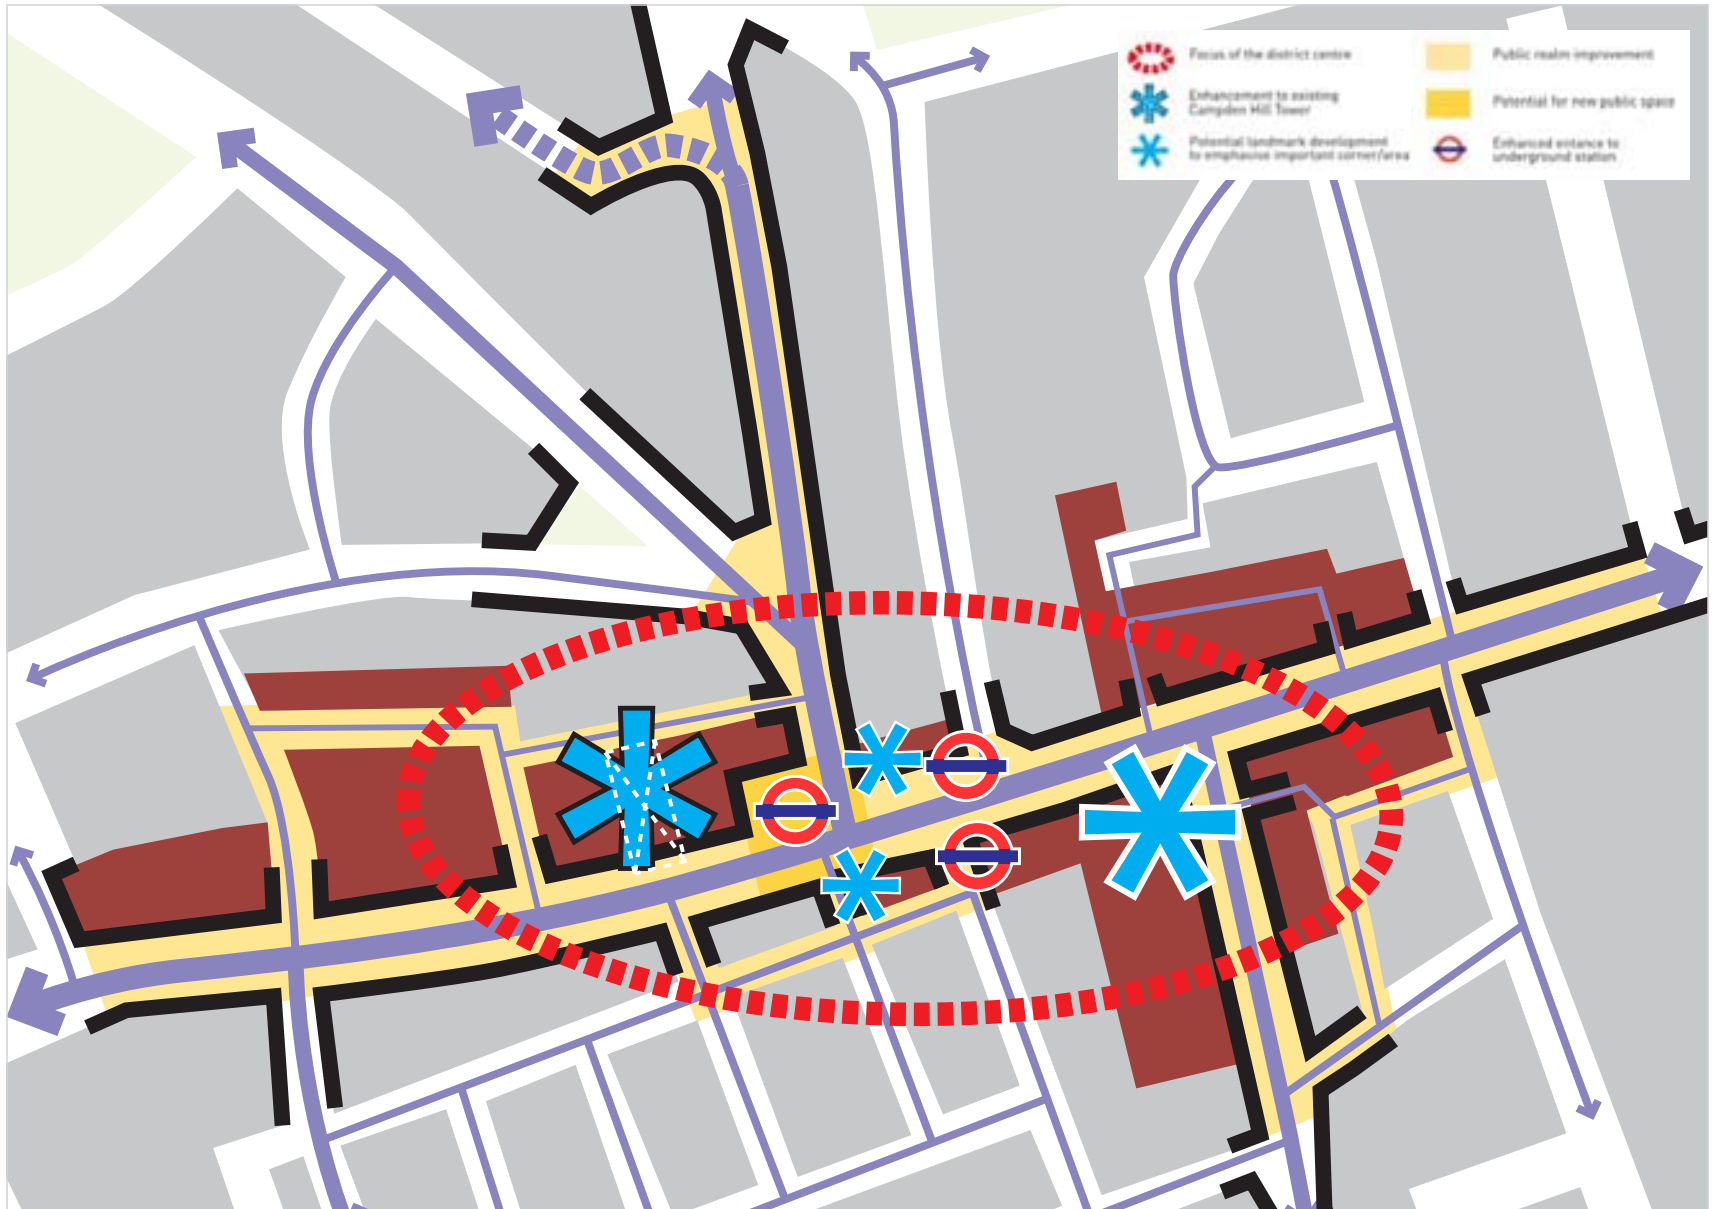 Focus of the district centre
Enhancement to existing
Campden Hill Tower
Potential landmark development
to emphasise important corner/area
Public realm improvement
Potential for new public space
Enhanced entance to
underground station